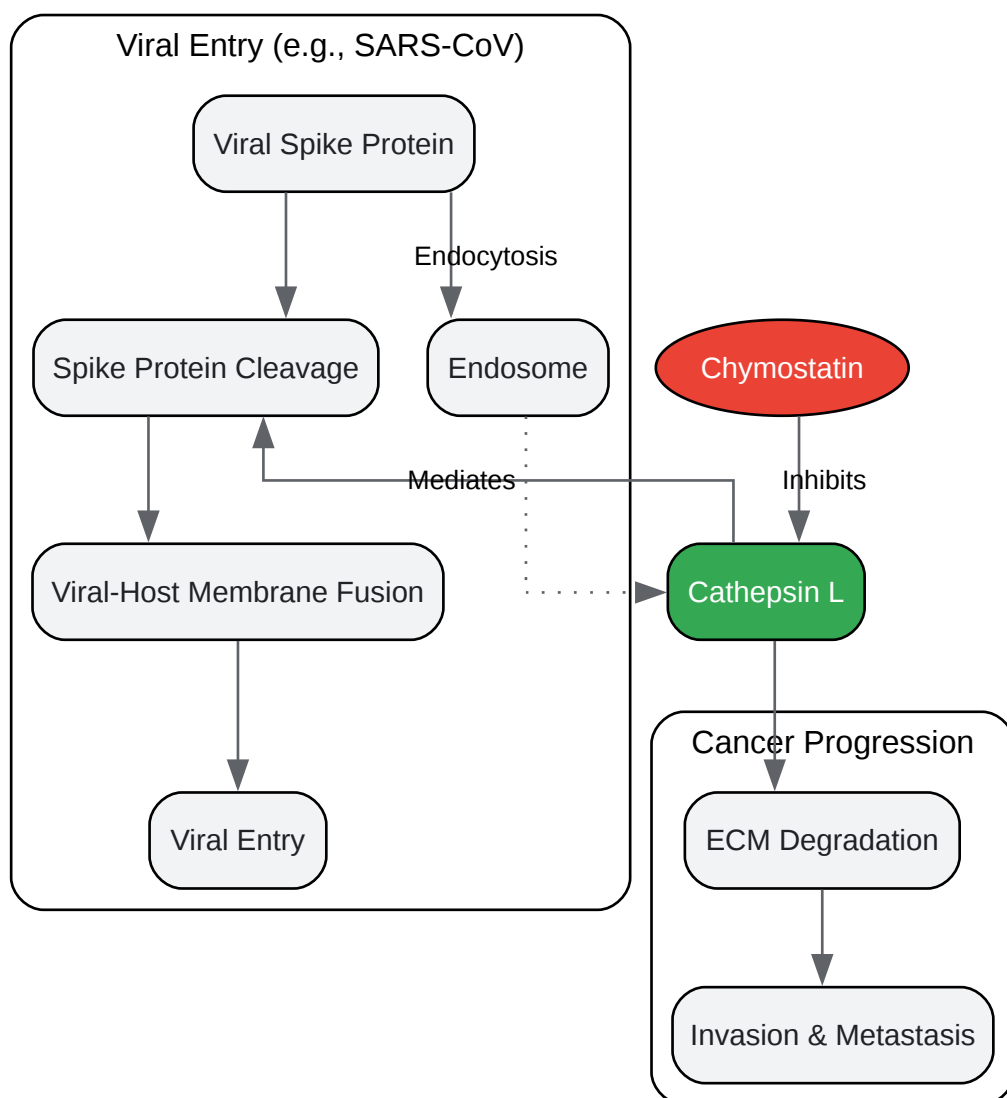 Viral Entry (e.g., SARS-CoV)
Viral Spike Protein
Endocytosis
Spike Protein Cleavage
Endosome
Chymostatin
Mediates
Inhibits
Viral-Host Membrane Fusion
Cathepsin L
Cancer Progression
Viral Entry
ECM Degradation
Invasion & Metastasis